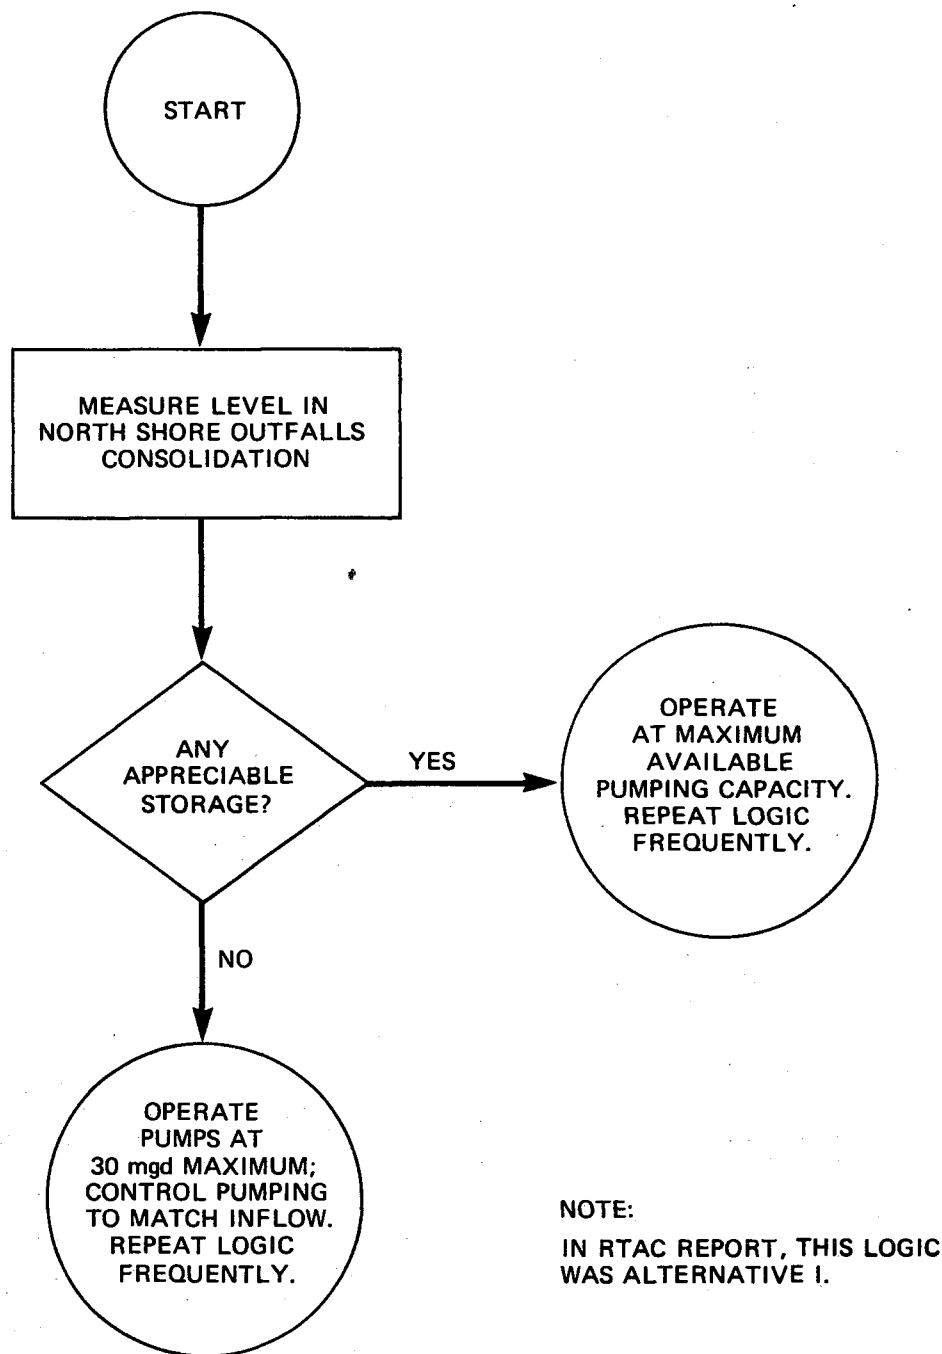 START
MEASURE LEVEL IN
NORTH SHORE OUTFALLS
CONSOLIDATION
ANY
APPRECIABLE
STORAGE?
YES
OPERATE
AT MAXIMUM
AVAILABLE
PUMPING CAPACITY.
REPEAT LOGIC
FREQUENTLY.
NO
OPERATE
PUMPS AT
30 mgd MAXIMUM;
CONTROL PUMPING
TO MATCH INFLOW.
REPEAT LOGIC
FREQUENTLY.
NOTE:
IN RTAC REPORT, THIS LOGIC
WAS ALTERNATIVE I.